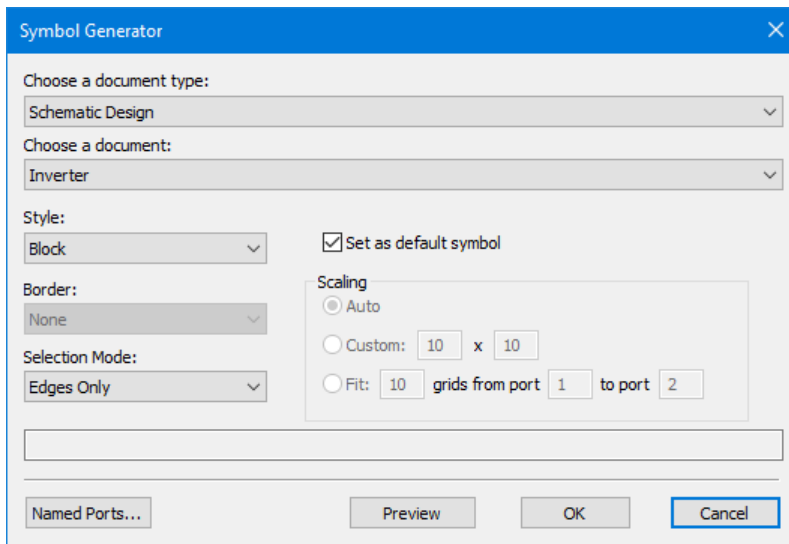 Symbol Generator
Choose a document type:
Schematic Design
Choose a document:
Inverter
Style:
Block
Set as default symbol
Border:
None
Selection Mode:
Edges Only
Scaling
Auto
Custom: 10 x 10
Fit: 10 grids from port 1 to port 2
Named Ports... Preview OK Cancel